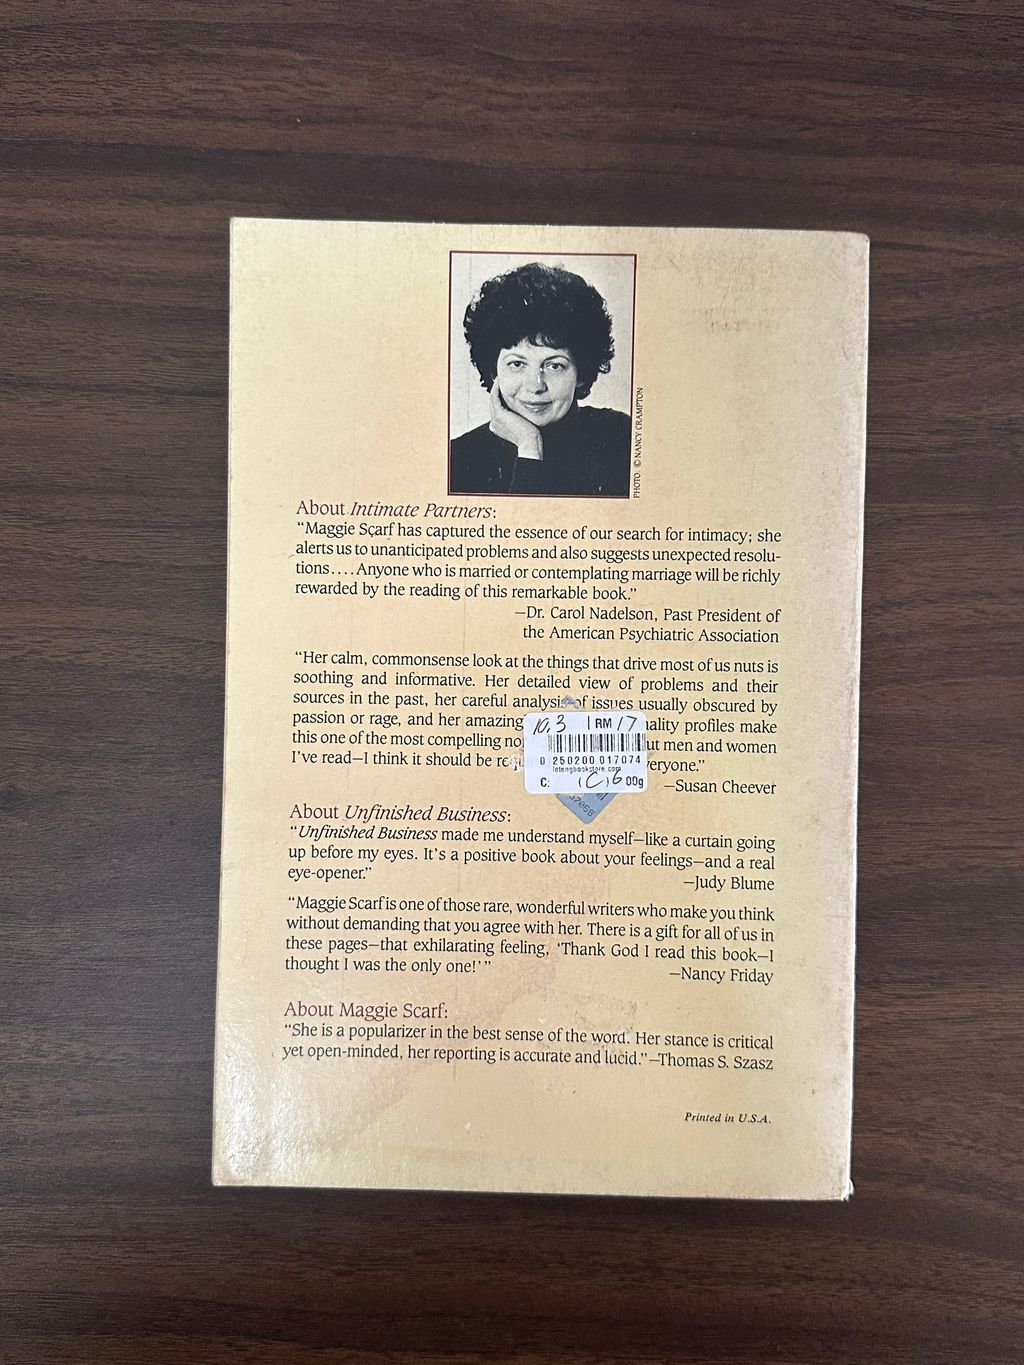 PHOTO: © NANCY CRAMPTON
About Intimate Partners:
“Maggie Scarf has captured the essence of our search for intimacy; she
alerts us to unanticipated problems and also suggests unexpected resolu-
tions.... Anyone who is married or contemplating marriage will be richly
rewarded by the reading of this remarkable book.”
—Dr. Carol Nadelson, Past President of
the American Psychiatric Association
“Her calm, commonsense look at the things that drive most of us nuts is
soothing and informative. Her detailed view of problems and their
sources in the past, her careful analysis of issues usually obscured by
passion or rage, and her amazing profiles make
this one of the most compelling men and women
I’ve read—I think it should be
—Susan Cheever
10.3 RM 17
0 250200 017074
lotengbookstore.com
C: 00g
37068
About Unfinished Business:
“Unfinished Business made me understand myself—like a curtain going
up before my eyes. It’s a positive book about your feelings—and a real
eye-opener.”
—Judy Blume
“Maggie Scarf is one of those rare, wonderful writers who make you think
without demanding that you agree with her. There is a gift for all of us in
these pages—that exhilarating feeling, ‘Thank God I read this book—I
thought I was the only one!’”
—Nancy Friday
About Maggie Scarf:
“She is a popularizer in the best sense of the word. Her stance is critical
yet open-minded, her reporting is accurate and lucid.”—Thomas S. Szasz
Printed in U.S.A.